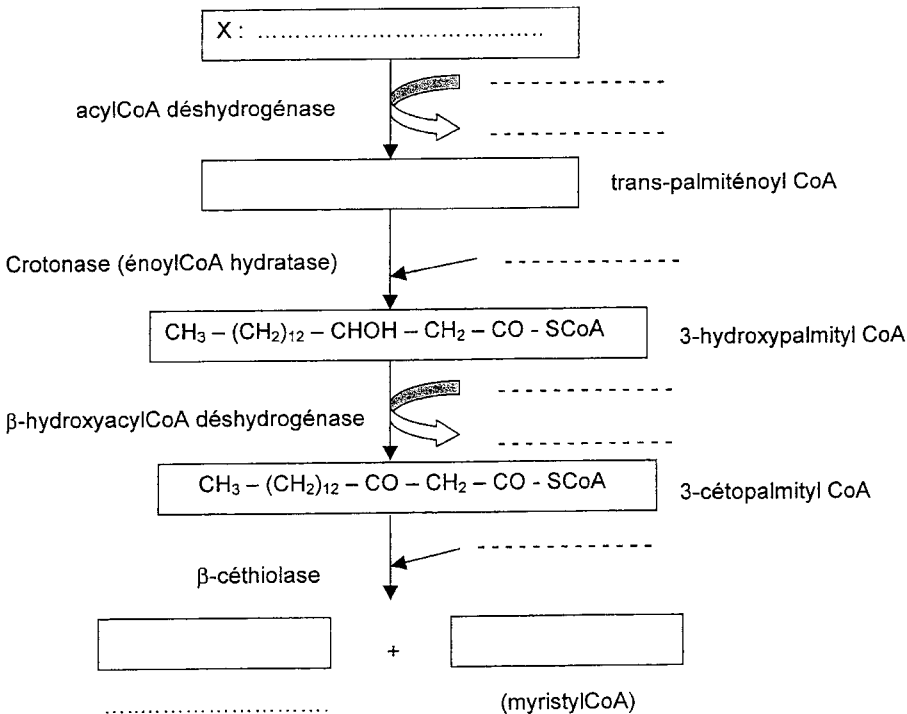 X : ……………………………………..
acylCoA déshydrogénase
trans-palmiténoyl CoA
Crotonase (énoylCoA hydratase)
CH₃ – (CH₂)₁₂ – CHOH – CH₂ – CO - SCoA
3-hydroxypalmityl CoA
β-hydroxyacylCoA déshydrogénase
CH₃ – (CH₂)₁₂ – CO – CH₂ – CO - SCoA
3-cétopalmityl CoA
β-céthiolase
+
(myristylCoA)